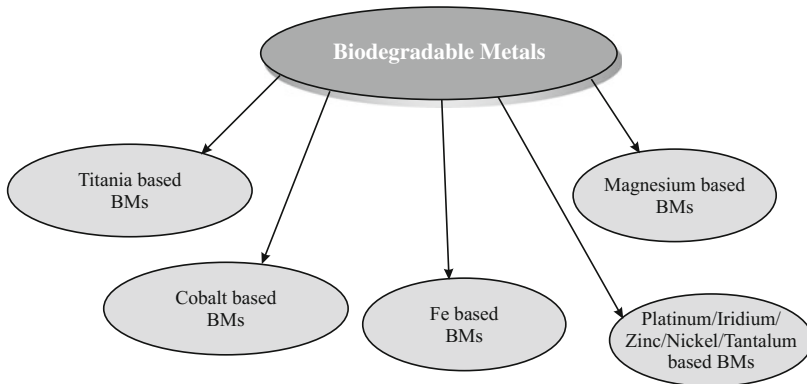 Biodegradable Metals
Titania based
BMs
Magnesium based
BMs
Cobalt based
BMs
Fe based
BMs
Platinum/Iridium/
Zinc/Nickel/Tantalum
based BMs